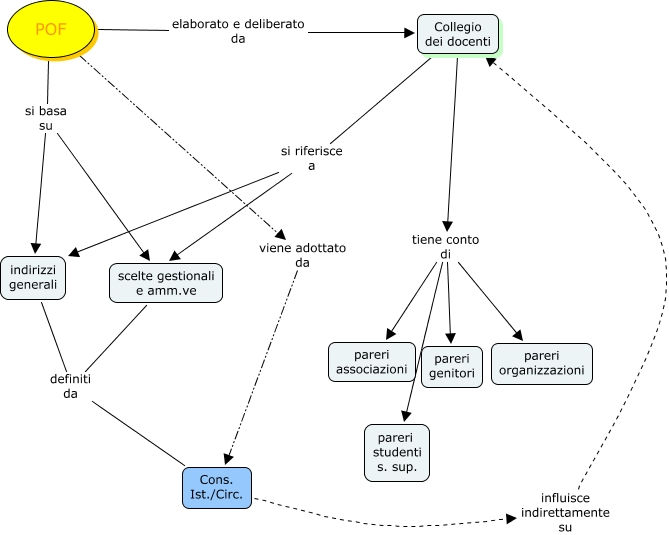 POF
elaborato e deliberato
da
Collegio
dei docenti
si basa
su
si riferisce
a
viene adottato
da
tiene conto
di
indirizzi
generali
scelte gestionali
e amm.ve
pareri
associazioni
pareri
genitori
pareri
organizzazioni
definiti
da
pareri
studenti
s. sup.
Cons.
Ist./Circ.
influisce
indirettamente
su